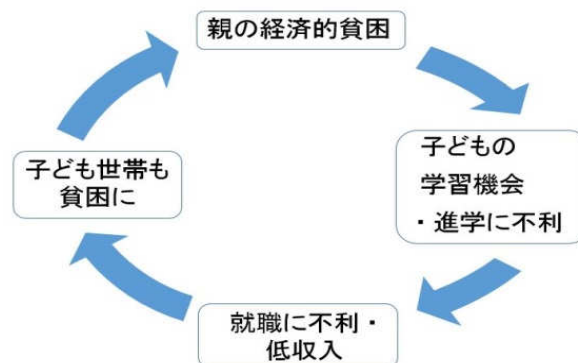 親の経済的貧困
子どもの
学習機会
・進学に不利
就職に不利・
低収入
子ども世帯も
貧困に